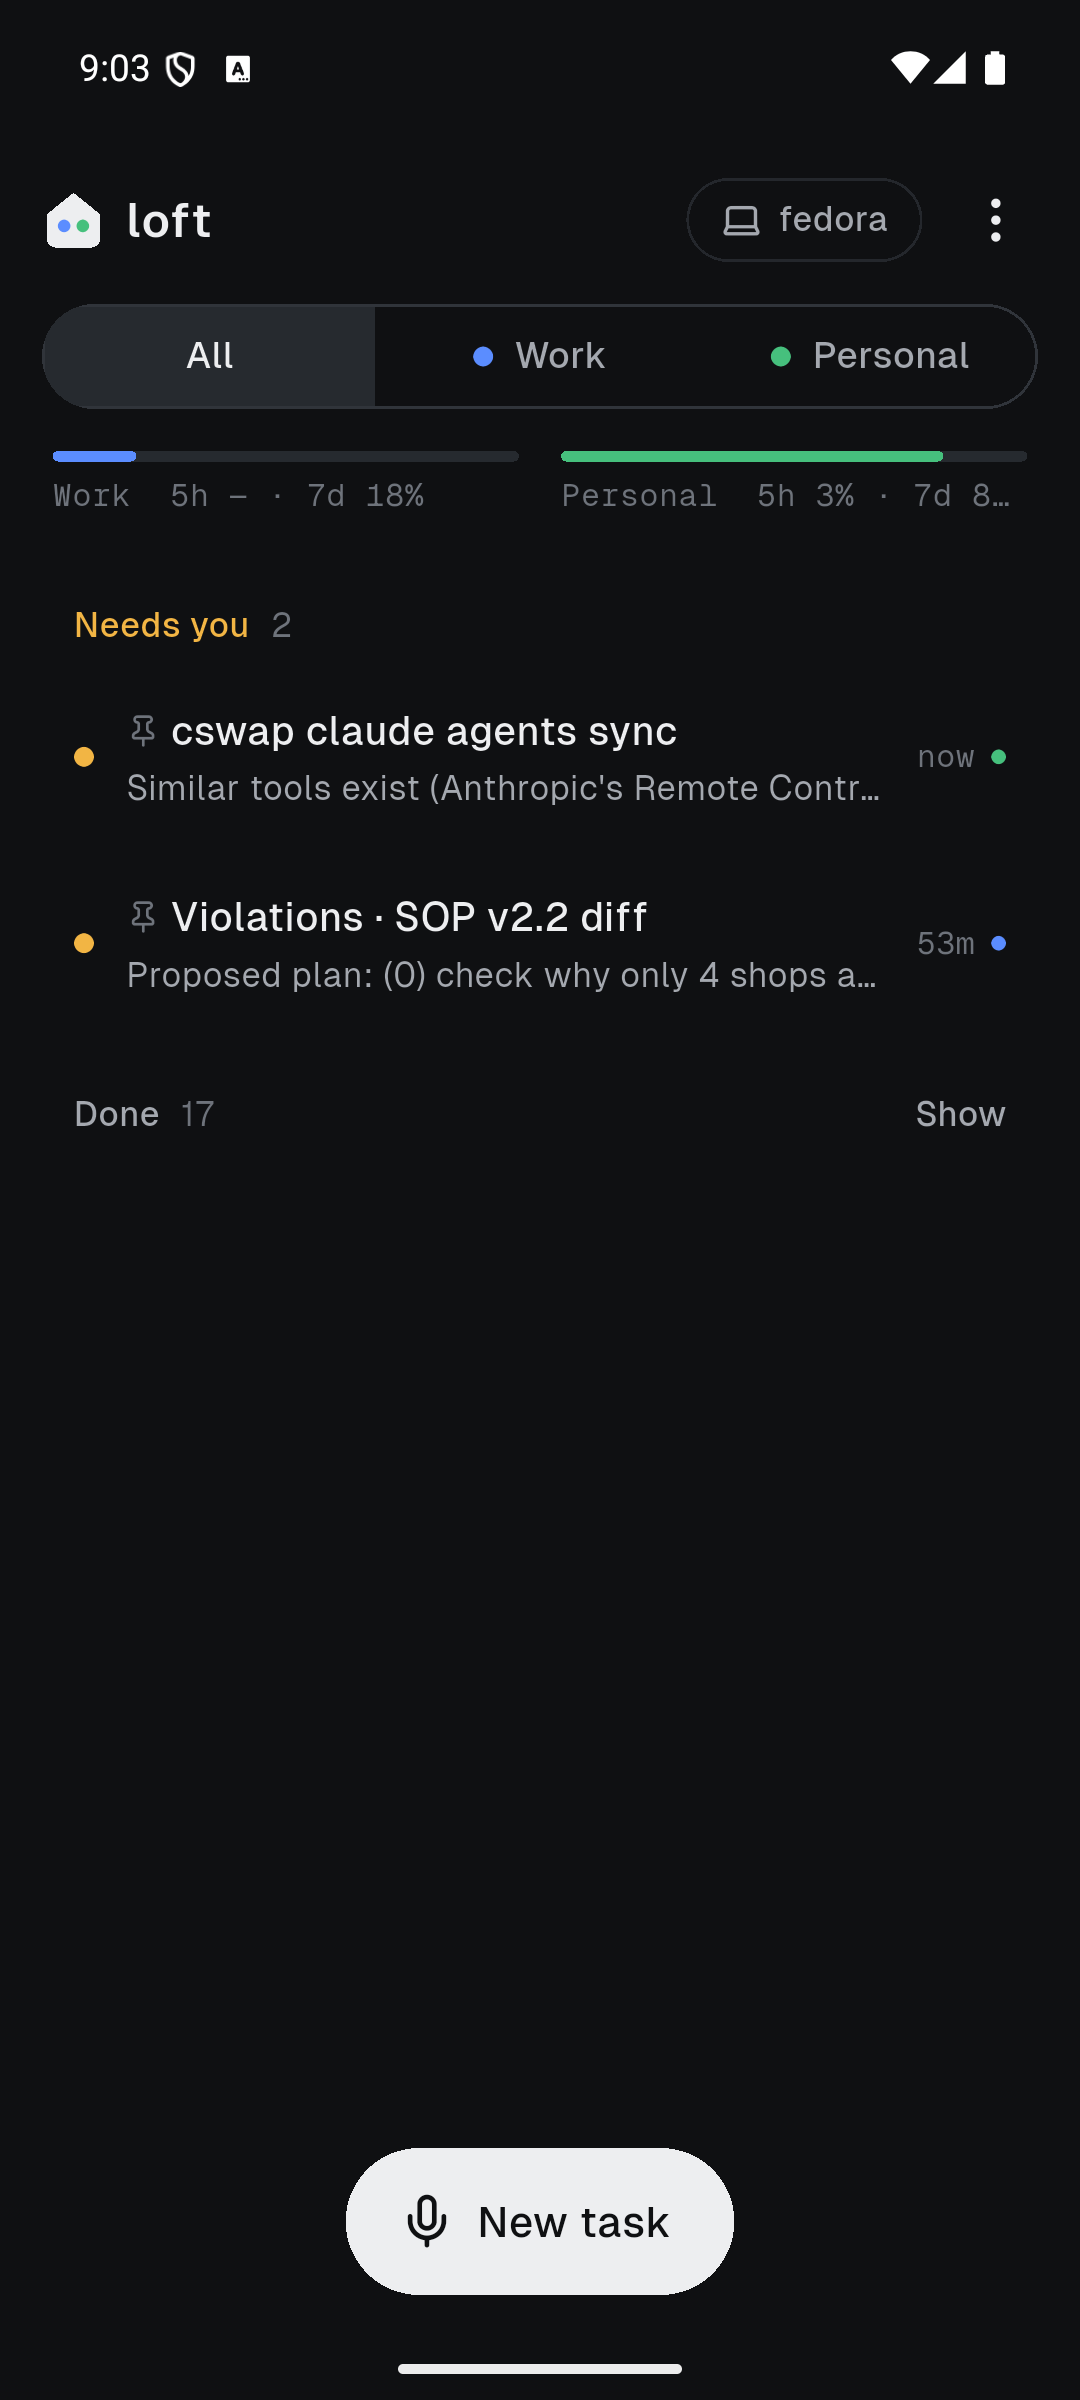 9:03
loft
fedora
All
Work
Personal
Work 5h – · 7d 18%
Personal 5h 3% · 7d 8…
Needs you 2
cswap claude agents sync
now
Similar tools exist (Anthropic's Remote Contr…
Violations · SOP v2.2 diff
53m
Proposed plan: (0) check why only 4 shops a…
Done 17
Show
New task